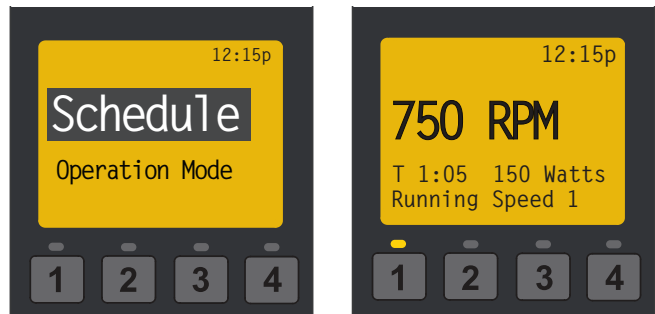 12:15p
Schedule
Operation Mode
1 2 3 4
12:15p
750 RPM
T 1:05 150 Watts
Running Speed 1
1 2 3 4